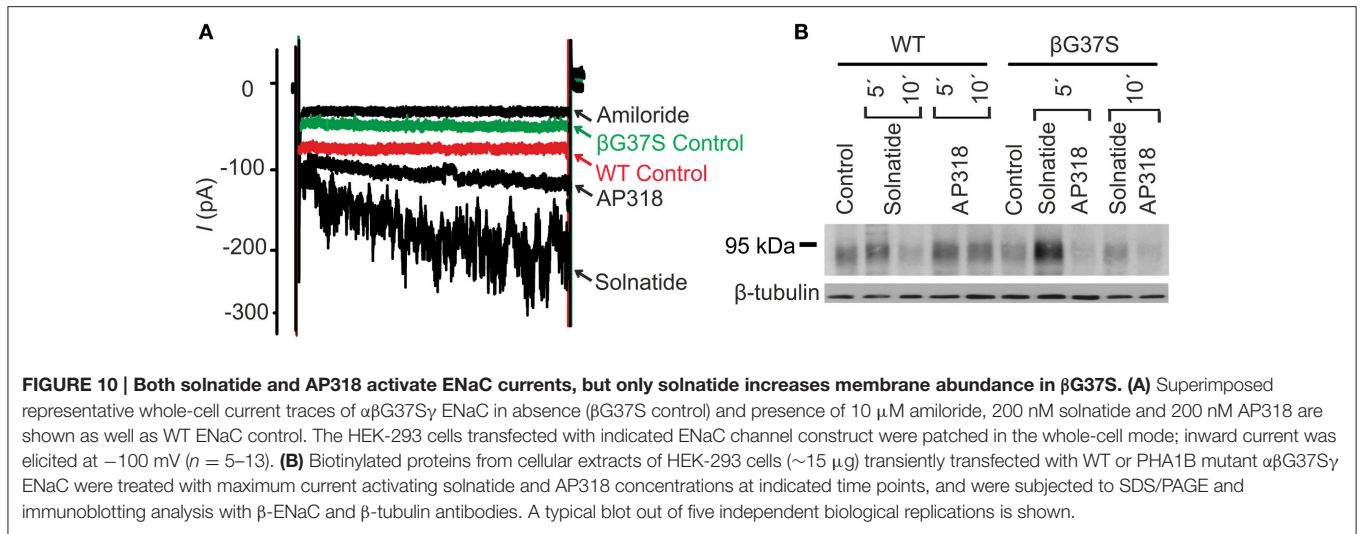 A
I (pA)
0
-100
-200
-300
Amiloride
βG37S Control
WT Control
AP318
Solnatide
B
WT
βG37S
5´
10´
5´
10´
5´
10´
Control
Solnatide
AP318
Control
Solnatide
AP318
Solnatide
AP318
95 kDa
β-tubulin
FIGURE 10 | Both solnatide and AP318 activate ENaC currents, but only solnatide increases membrane abundance in βG37S. (A) Superimposed
representative whole-cell current traces of αβG37Sγ ENaC in absence (βG37S control) and presence of 10 μM amiloride, 200 nM solnatide and 200 nM AP318 are
shown as well as WT ENaC control. The HEK-293 cells transfected with indicated ENaC channel construct were patched in the whole-cell mode; inward current was
elicited at −100 mV (n = 5–13). (B) Biotinylated proteins from cellular extracts of HEK-293 cells (∼15 μg) transiently transfected with WT or PHA1B mutant αβG37Sγ
ENaC were treated with maximum current activating solnatide and AP318 concentrations at indicated time points, and were subjected to SDS/PAGE and
immunoblotting analysis with β-ENaC and β-tubulin antibodies. A typical blot out of five independent biological replications is shown.